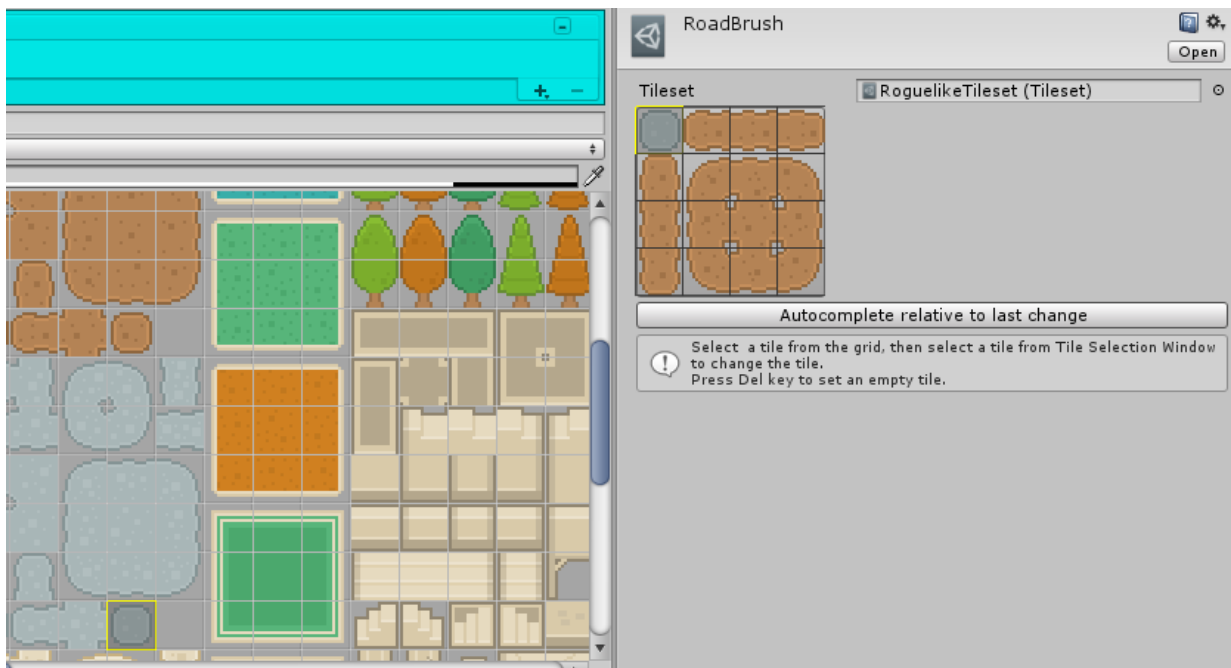 RoadBrush
Open
Tileset
RoguelikeTileset (Tileset)
Autocomplete relative to last change
Select a tile from the grid, then select a tile from Tile Selection Window
to change the tile.
Press Del key to set an empty tile.